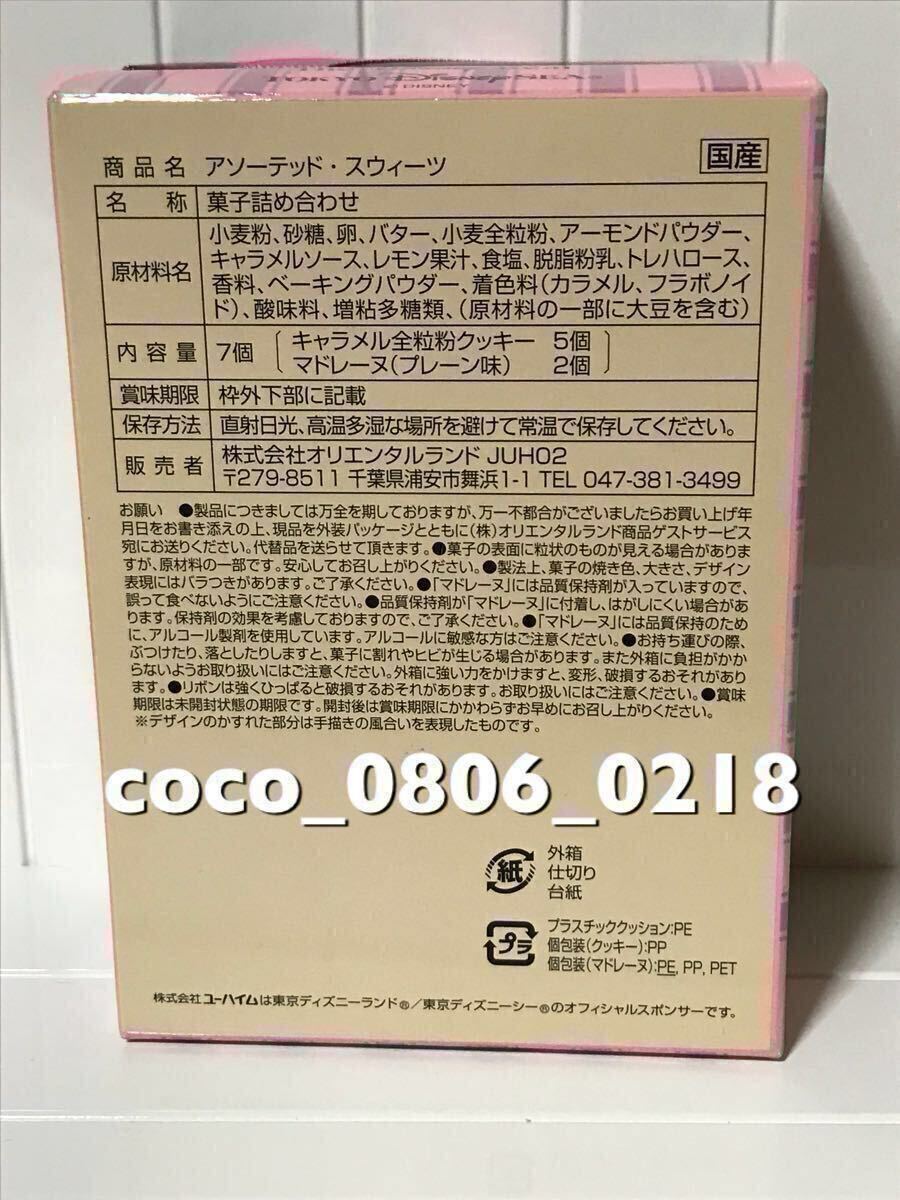 TOKYO DISNEY SEA
DISNEY
国産
商品名 アソーテッド・スウィーツ
名 称 菓子詰め合わせ
原材料名 小麦粉、砂糖、卵、バター、小麦全粒粉、アーモンドパウダー、
キャラメルソース、レモン果汁、食塩、脱脂粉乳、トレハロース、
香料、ベーキングパウダー、着色料(カラメル、フラボノイ
ド)、酸味料、増粘多糖類、(原材料の一部に大豆を含む)
内容量 7個 キャラメル全粒粉クッキー 5個
マドレーヌ(プレーン味) 2個
賞味期限 枠外下部に記載
保存方法 直射日光、高温多湿な場所を避けて常温で保存してください。
販売者 株式会社オリエンタルランド JUH02
〒279-8511 千葉県浦安市舞浜1-1 TEL 047-381-3499
お願い ●製品につきましては万全を期しておりますが、万一不都合がございましたらお買い上げ年
月日をお書き添えの上、現品を外装パッケージとともに(株)オリエンタルランド商品ゲストサービス
宛にお送りください。代替品を送らせて頂きます。●菓子の表面に粒状のものが見える場合がありま
すが、原材料の一部です。安心してお召し上がりください。●製法上、菓子の焼き色、大きさ、デザイン
表現にはバラつきがあります。ご了承ください。●「マドレーヌ」には品質保持剤が入っていますので、
誤って食べないようにご注意ください。●品質保持剤が「マドレーヌ」に付着し、はがしにくい場合があ
ります。保持剤の効果を考慮しておりますので、ご了承ください。●「マドレーヌ」には品質保持のため
に、アルコール製剤を使用しています。アルコールに敏感な方はご注意ください。●お持ち運びの際、
ぶつけたり、落としたりしますと、菓子に割れやヒビが生じる場合があります。また外箱に負担がかか
らないようお取り扱いにはご注意ください。外箱に強い力をかけますと、変形、破損するおそれがありま
す。●リボンは強くひっぱると破損するおそれがあります。お取り扱いにはご注意ください。●賞味
期限は未開封状態の期限です。開封後は賞味期限にかかわらずお早めにお召し上がりください。
※デザインのかすれた部分は手描きの風合いを表現したものです。
coco_0806_0218
紙 外箱
仕切り
台紙
プラ プラスチッククッション:PE
個包装(クッキー):PP
個包装(マドレーヌ):PE, PP, PET
株式会社 ユーハイムは東京ディズニーランド®/東京ディズニーシー®のオフィシャルスポンサーです。